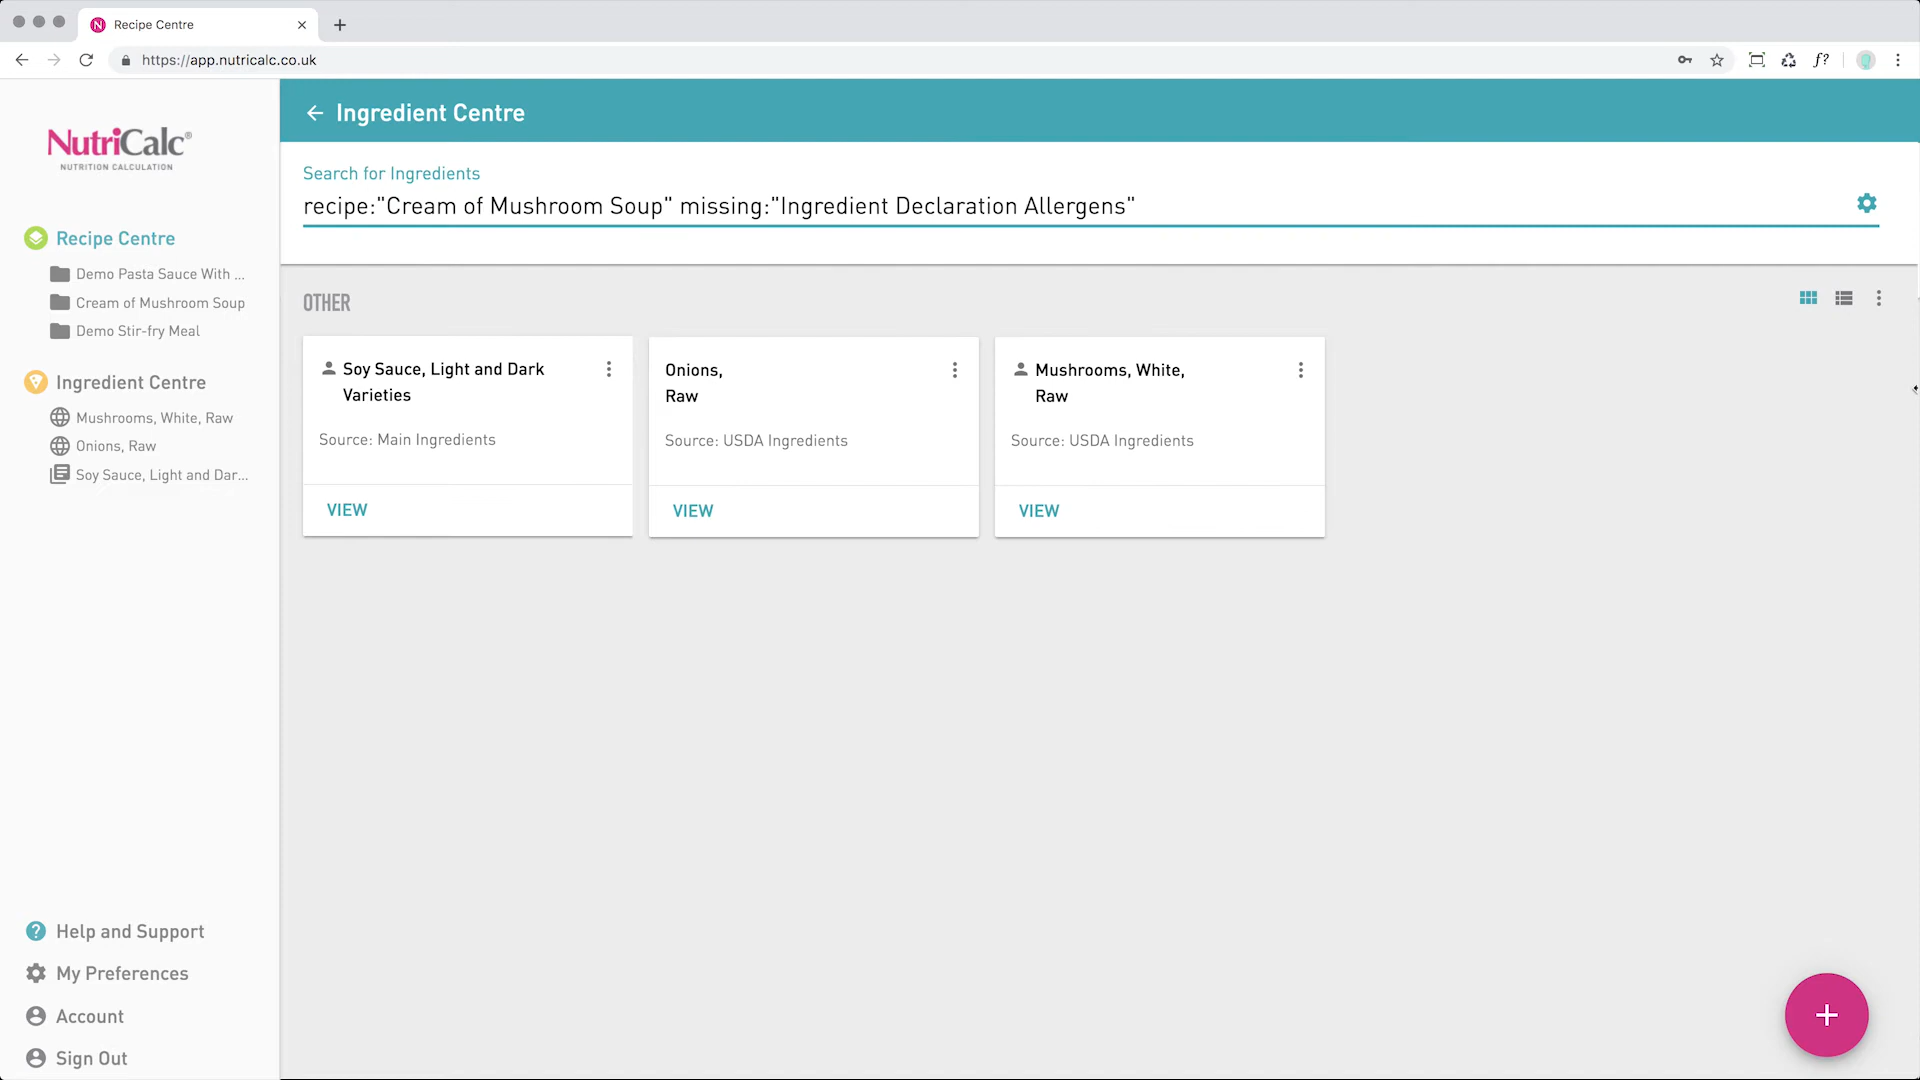 Recipe Centre
https://app.nutricalc.co.uk
f?
NutriCalc®
NUTRITION CALCULATION
Recipe Centre
Demo Pasta Sauce With ...
Cream of Mushroom Soup
Demo Stir-fry Meal
Ingredient Centre
Mushrooms, White, Raw
Onions, Raw
Soy Sauce, Light and Dar...
Help and Support
My Preferences
Account
Sign Out
Ingredient Centre
Search for Ingredients
recipe:"Cream of Mushroom Soup" missing:"Ingredient Declaration Allergens"
OTHER
Soy Sauce, Light and Dark
Varieties
Source: Main Ingredients
VIEW
Onions,
Raw
Source: USDA Ingredients
VIEW
Mushrooms, White,
Raw
Source: USDA Ingredients
VIEW